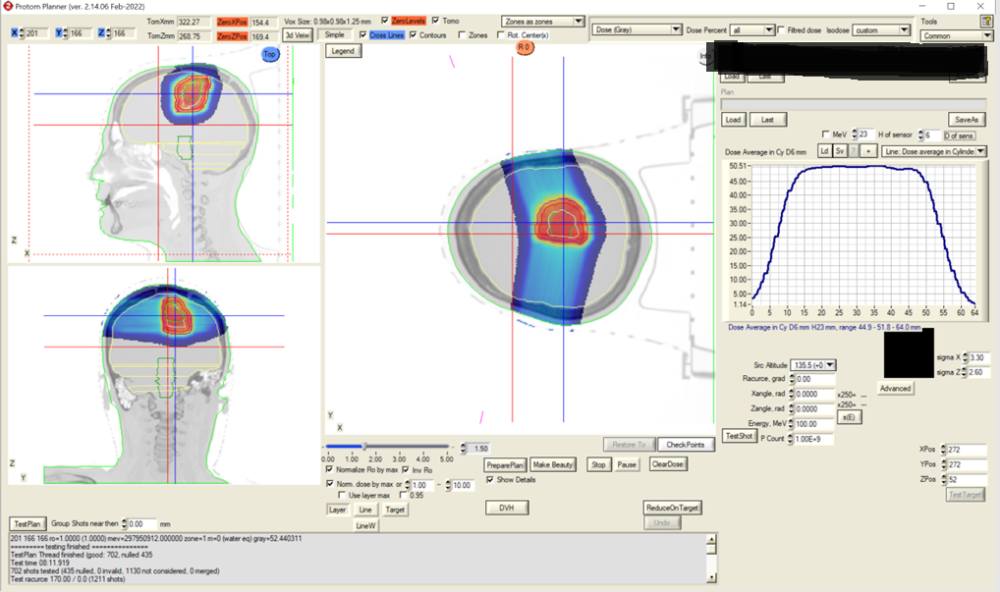 Protom Planner (ver. 2.14.06 Feb-2022)
X 201 Y 166 Z 166 TomXmm 322.27 ZeroXPos 154.4 Vox Size: 0.98x0.98x1.25 mm ZeroLevels Tomo Zones as zones Dose (Gray) Dose Percent all Filtred dose Isodose custom Tools
TomZmm 268.75 ZeroZPos 169.4 3d Veiw Simple Cross Lines Contours Zones Rot. Center(x) Common
Top
Legend
R 0
Z
X
Z
Y
Y
X
Load Last
Plan
Load Last SaveAs
MeV 23 H of sensor 6 D of sens.
Dose Average in Cy D6 mm Ld Sv ? + Line: Dose average in Cylinde
50.51
45.00
40.00
35.00
30.00
25.00
20.00
15.00
10.00
5.00
1.14
0 5 10 15 20 25 30 35 40 45 50 55 64
Dose Average in Cy D6 mm H23 mm, range 44.9 - 51.8 - 64.0 mm
Src Altitude 135.5 (+0)
Racurce, grad 0.00
Xangle, rad 0.0000 x250= ---
Zangle, rad 0.0000 x250= ---
Energy, MeV 100.00 s(E)
TestShot P Count 1.00E+9
sigma X 3.30
sigma Z 2.60
Advanced
XPos 272
YPos 272
ZPos 52
TestTarget
0.00 1.00 2.00 3.00 4.00 5.00 1.50
Restore To CheckPoints
Normalize Ro by max Inv Ro PreparePlan Make Beauty Stop Pause ClearDose
Norm. dose by max or 1.00 - 10.00 Show Details
Use layer max 0.95
Layer Line Target DVH ReduceOnTarget
LineW Undo
TestPlan Group Shots near then 0.00 mm
201 166 166 ro=1.0000 (1.0000) mev=297950912.000000 zone=1 m=0 (water eq) gray=52.440311
========= testing finished ===============
TestPlan Thread finished (good: 702, nulled 435
Test time 08:11.919
702 shots tested (435 nulled, 0 invalid, 1130 not considered, 0 merged)
Test racurce 170.00 / 0.0 (1211 shots)